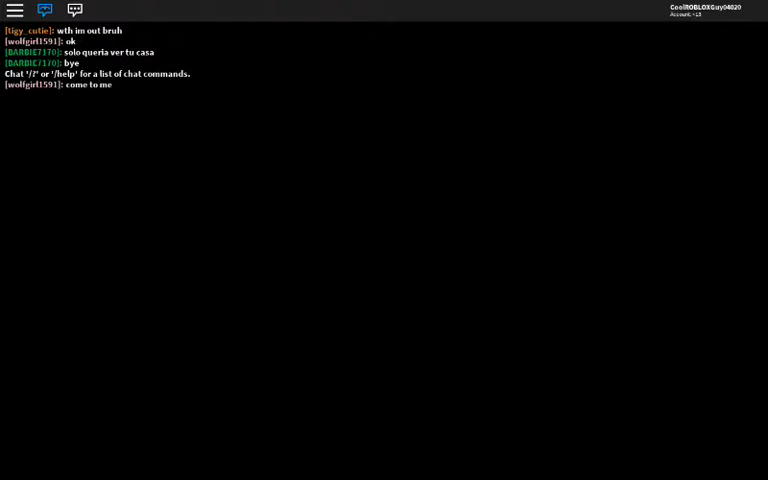 CoolROBLOXGuy04020
Account: <13
[tigy_cutie]: wth im out bruh
[wolfgirl1591]: ok
[BARBIE7170]: solo queria ver tu casa
[BARBIE7170]: bye
Chat '/?' or '/help' for a list of chat commands.
[wolfgirl1591]: come to me